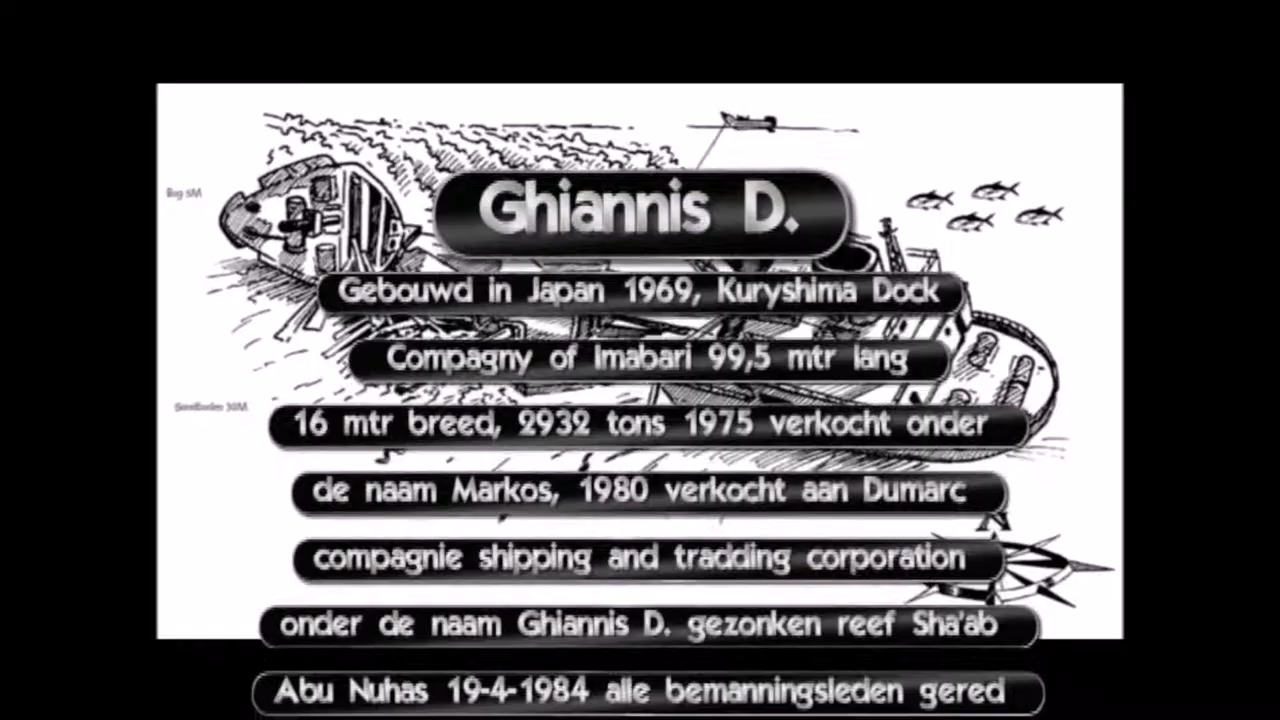 Ghiannis D.
Bug 5M
Gebouwd in Japan 1969, Kuryshima Dock
Compagny of Imabari 99,5 mtr lang
16 mtr breed, 2932 tons 1975 verkocht onder
de naam Markos, 1980 verkocht aan Dumarc
compagnie shipping and tradding corporation
onder de naam Ghiannis D. gezonken reef Sha'ab
Abu Nuhas 19-4-1984 alle bemanningsleden gered
N